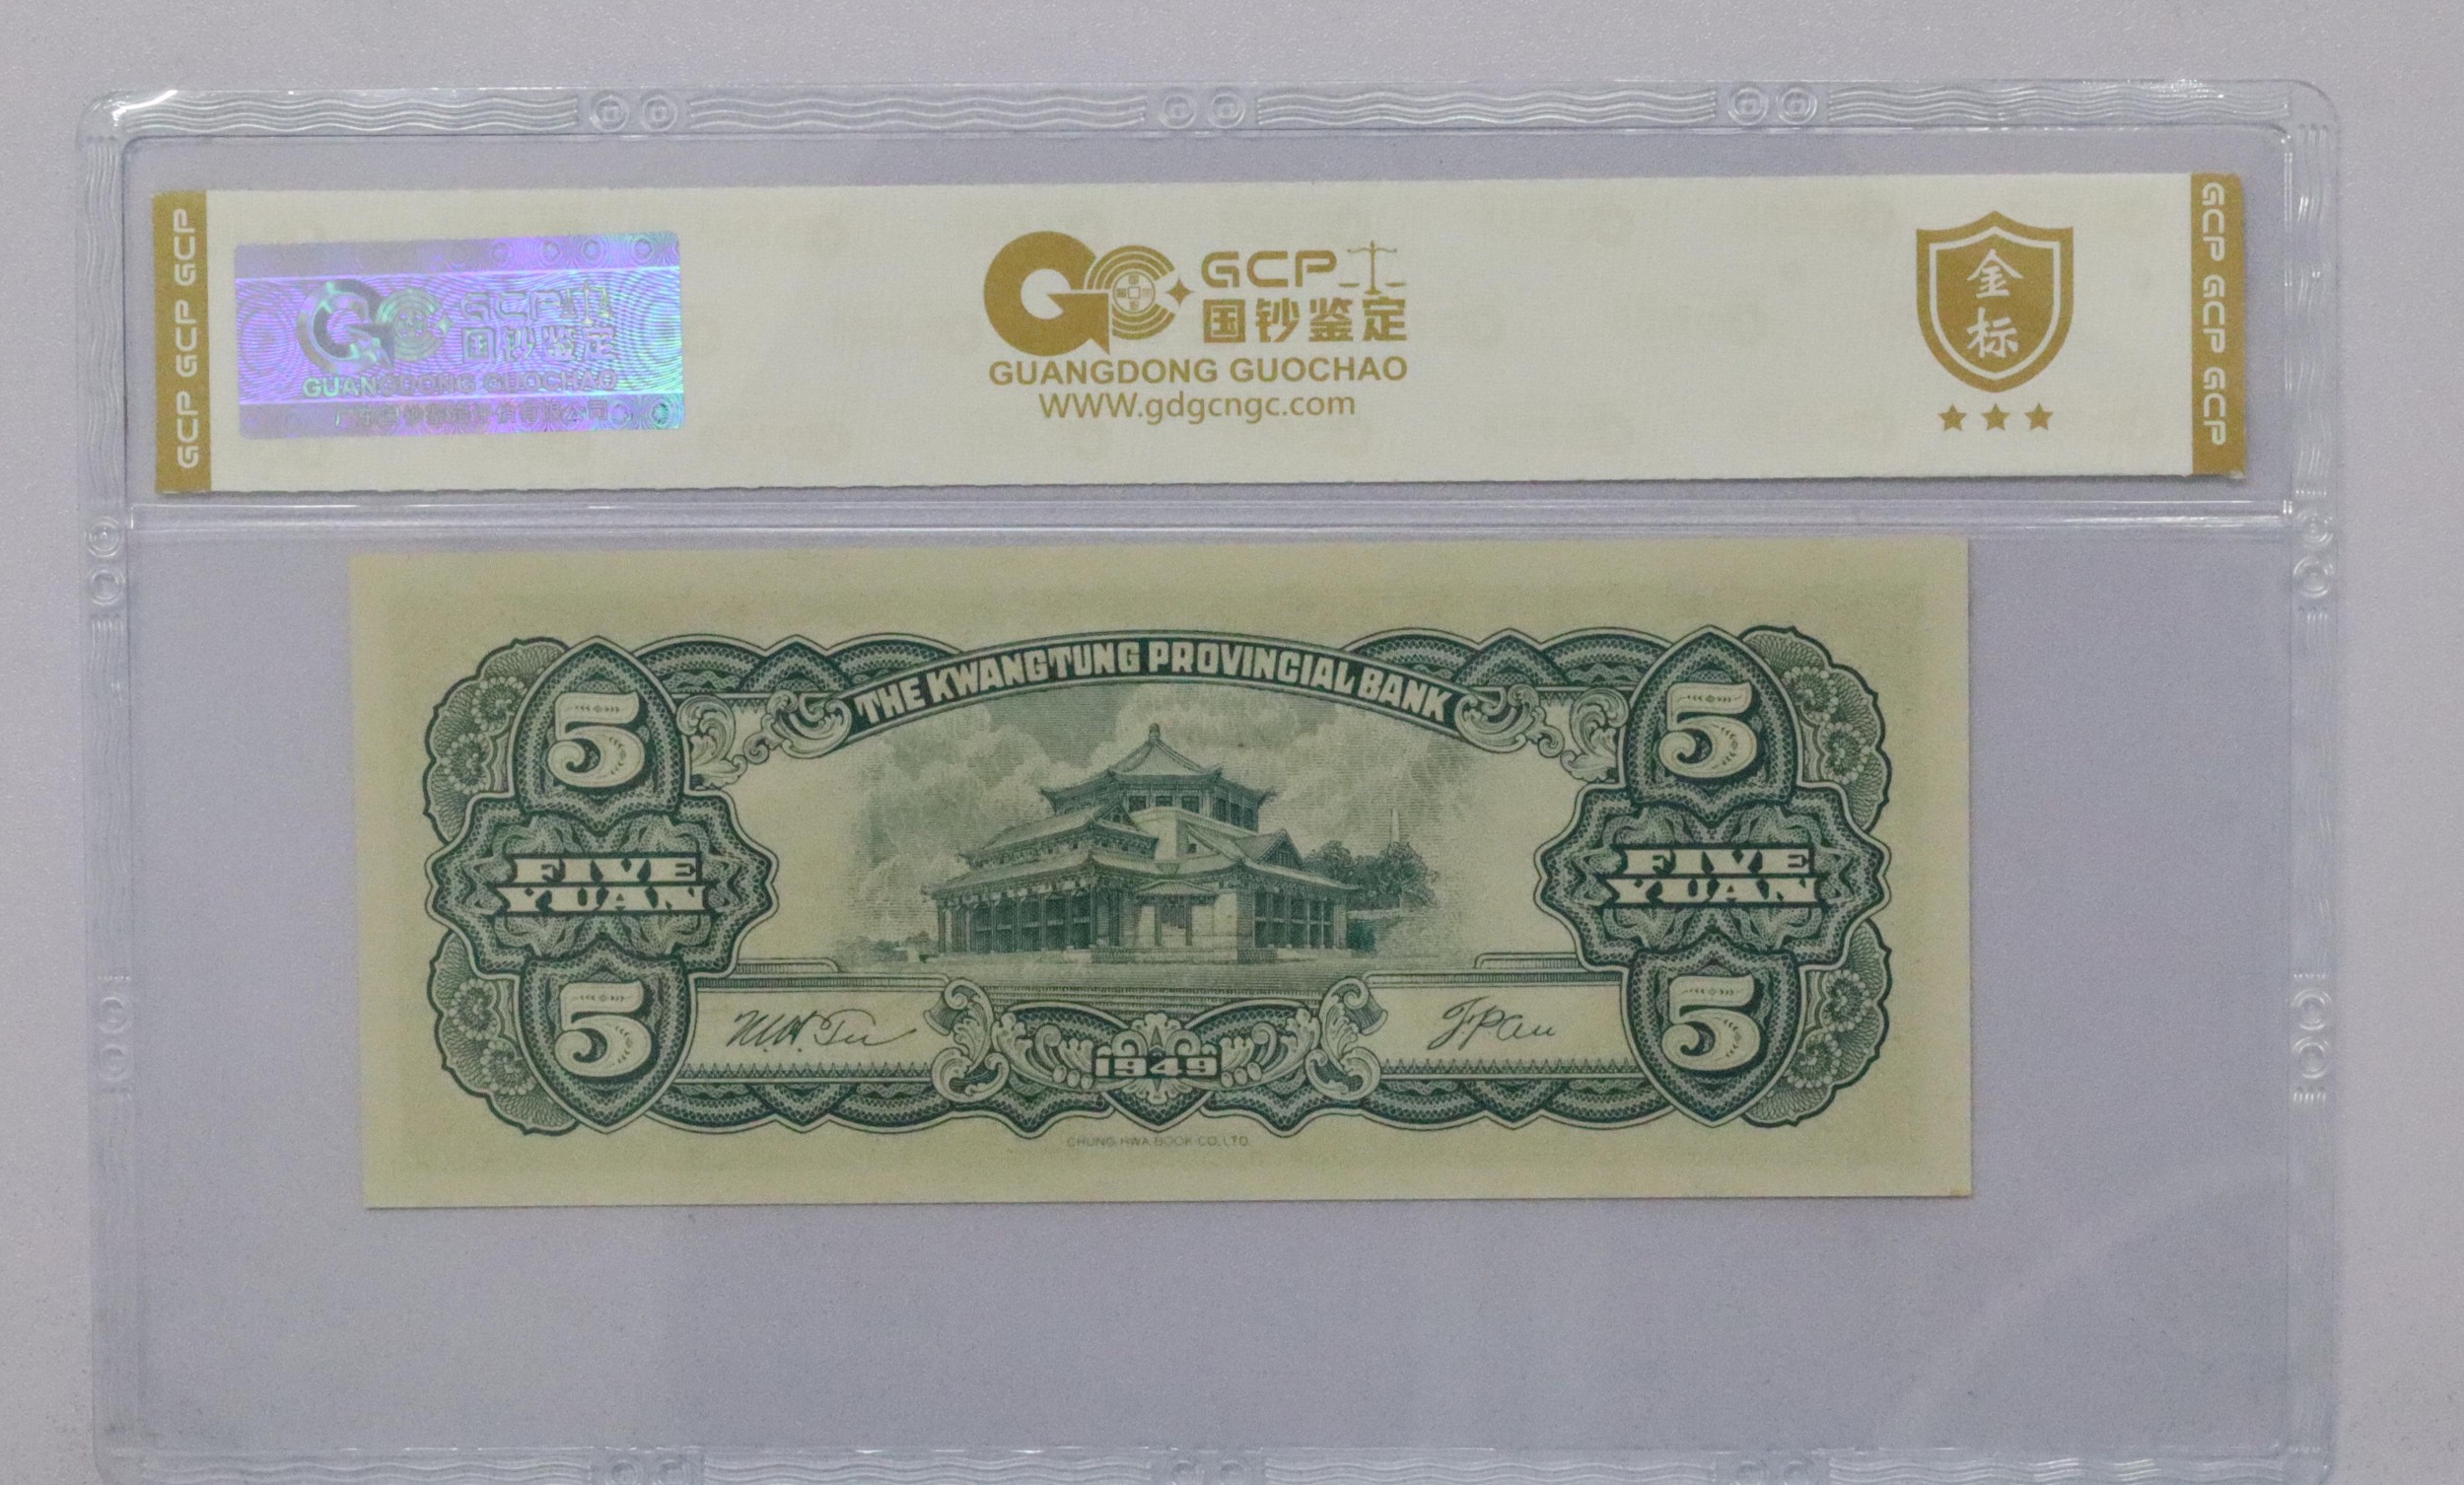 GCP GCP GCP
GCP
国钞鉴定
GUANGDONG GUOCHAO
GCP
国钞鉴定
GUANGDONG GUOCHAO
WWW.gdgcngc.com
金
标
GCP GCP GCP
THE KWANGTUNG PROVINCIAL BANK
5
5
FIVE
YUAN
FIVE
YUAN
5
5
1949
CHUNG HWA BOOK CO. LTD.